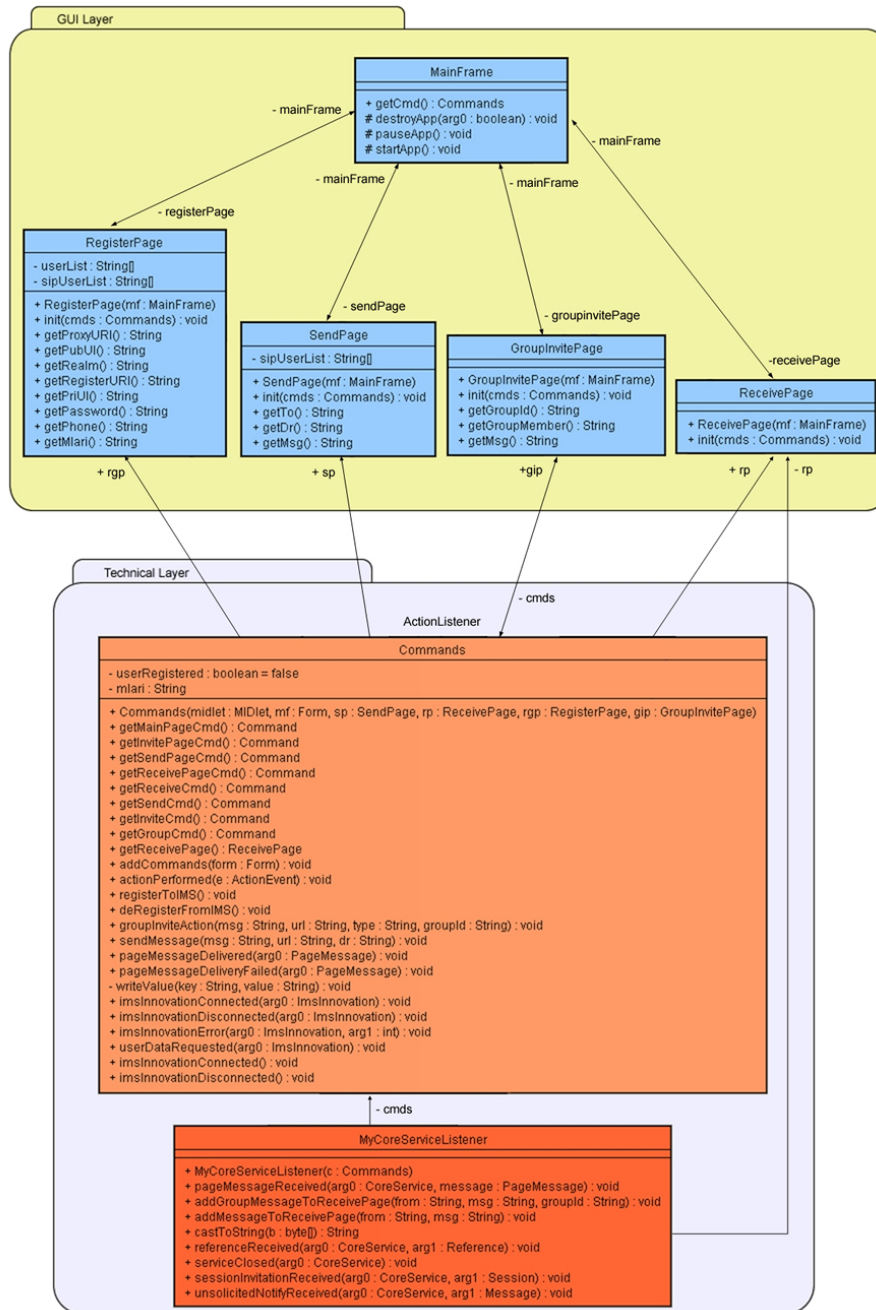 GUI Layer
MainFrame
+ getCmd() : Commands
# destroyApp(arg0 : boolean) : void
# pauseApp() : void
# startApp() : void
- mainFrame
- mainFrame
- mainFrame
- mainFrame
- registerPage
- sendPage
- groupinvitePage
-receivePage
RegisterPage
- userList : String[]
- sipUserList : String[]
+ RegisterPage(mf : MainFrame)
+ init(cmds : Commands) : void
+ getProxyURI() : String
+ getPubUI() : String
+ getRealm() : String
+ getRegisterURI() : String
+ getPriUI() : String
+ getPassword() : String
+ getPhone() : String
+ getMlari() : String
SendPage
- sipUserList : String[]
+ SendPage(mf : MainFrame)
+ init(cmds : Commands) : void
+ getTo() : String
+ getDr() : String
+ getMsg() : String
GroupInvitePage
+ GroupInvitePage(mf : MainFrame)
+ init(cmds : Commands) : void
+ getGroupId() : String
+ getGroupMember() : String
+ getMsg() : String
ReceivePage
+ ReceivePage(mf : MainFrame)
+ init(cmds : Commands) : void
+ rgp
+ sp
+gip
+ rp
- rp
Technical Layer
- cmds
ActionListener
Commands
- userRegistered : boolean = false
- mlari : String
+ Commands(midlet : MIDlet, mf : Form, sp : SendPage, rp : ReceivePage, rgp : RegisterPage, gip : GroupInvitePage)
+ getMainPageCmd() : Command
+ getInvitePageCmd() : Command
+ getSendPageCmd() : Command
+ getReceivePageCmd() : Command
+ getReceiveCmd() : Command
+ getSendCmd() : Command
+ getInviteCmd() : Command
+ getGroupCmd() : Command
+ getReceivePage() : ReceivePage
+ addCommands(form : Form) : void
+ actionPerformed(e : ActionEvent) : void
+ registerToIMS() : void
+ deRegisterFromIMS() : void
+ groupInviteAction(msg : String, url : String, type : String, groupId : String) : void
+ sendMessage(msg : String, url : String, dr : String) : void
+ pageMessageDelivered(arg0 : PageMessage) : void
+ pageMessageDeliveryFailed(arg0 : PageMessage) : void
- writeValue(key : String, value : String) : void
+ imsInnovationConnected(arg0 : ImsInnovation) : void
+ imsInnovationDisconnected(arg0 : ImsInnovation) : void
+ imsInnovationError(arg0 : ImsInnovation, arg1 : int) : void
+ userDataRequested(arg0 : ImsInnovation) : void
+ imsInnovationConnected() : void
+ imsInnovationDisconnected() : void
- cmds
MyCoreServiceListener
+ MyCoreServiceListener(c : Commands)
+ pageMessageReceived(arg0 : CoreService, message : PageMessage) : void
+ addGroupMessageToReceivePage(from : String, msg : String, groupId : String) : void
+ addMessageToReceivePage(from : String, msg : String) : void
+ castToString(b : byte[]) : String
+ referenceReceived(arg0 : CoreService, arg1 : Reference) : void
+ serviceClosed(arg0 : CoreService) : void
+ sessionInvitationReceived(arg0 : CoreService, arg1 : Session) : void
+ unsolicitedNotifyReceived(arg0 : CoreService, arg1 : Message) : void